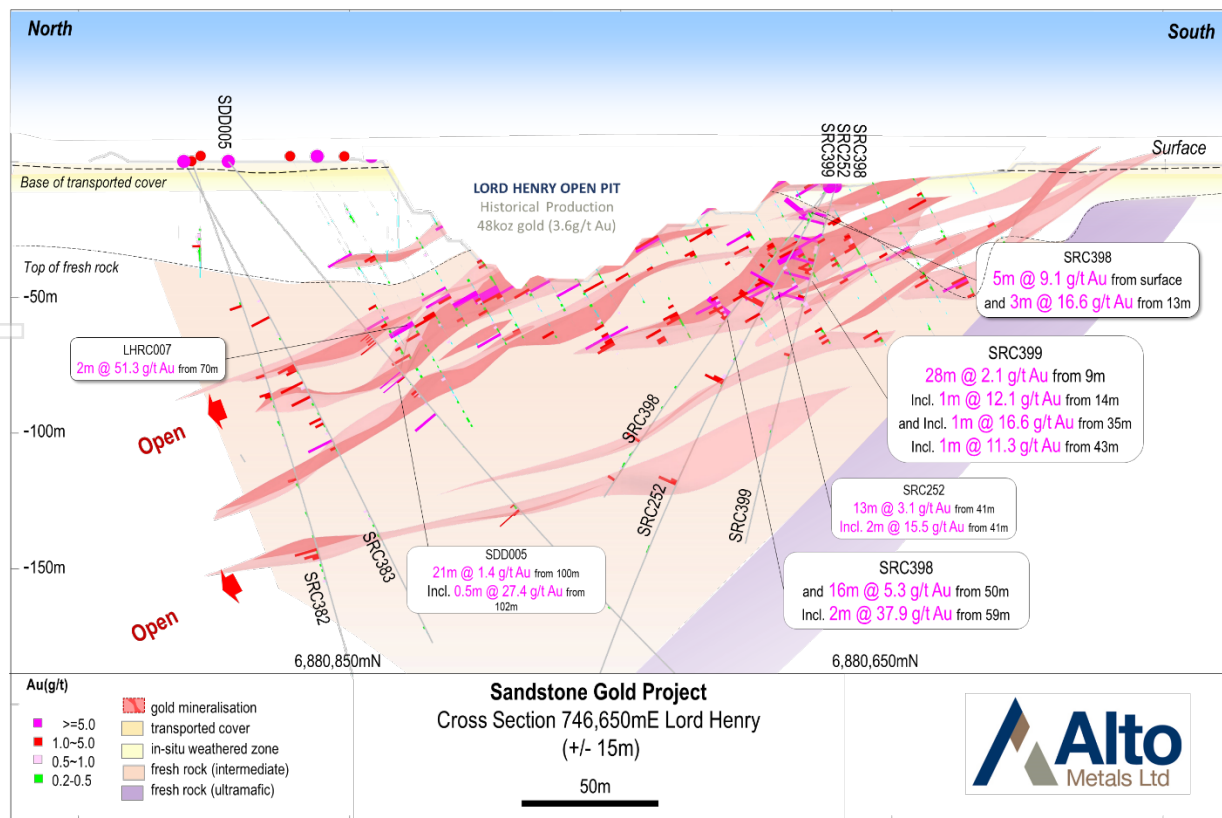 North
South
SDD005
SRC399
SRC252
SRC398
Surface
Base of transported cover
LORD HENRY OPEN PIT
Historical Production
48koz gold (3.6g/t Au)
Top of fresh rock
-50m
SRC398
5m @ 9.1 g/t Au from surface
and 3m @ 16.6 g/t Au from 13m
LHRC007
2m @ 51.3 g/t Au from 70m
SRC399
28m @ 2.1 g/t Au from 9m
Incl. 1m @ 12.1 g/t Au from 14m
and Incl. 1m @ 16.6 g/t Au from 35m
Incl. 1m @ 11.3 g/t Au from 43m
Open
-100m
SRC398
SRC252
SRC399
SRC252
13m @ 3.1 g/t Au from 41m
Incl. 2m @ 15.5 g/t Au from 41m
SRC383
SRC382
SDD005
21m @ 1.4 g/t Au from 100m
Incl. 0.5m @ 27.4 g/t Au from
102m
SRC398
and 16m @ 5.3 g/t Au from 50m
Incl. 2m @ 37.9 g/t Au from 59m
-150m
Open
6,880,850mN
6,880,650mN
Au(g/t)
>=5.0
1.0~5.0
0.5~1.0
0.2-0.5
gold mineralisation
transported cover
in-situ weathered zone
fresh rock (intermediate)
fresh rock (ultramafic)
Sandstone Gold Project
Cross Section 746,650mE Lord Henry
(+/- 15m)
50m
Alto
Metals Ltd